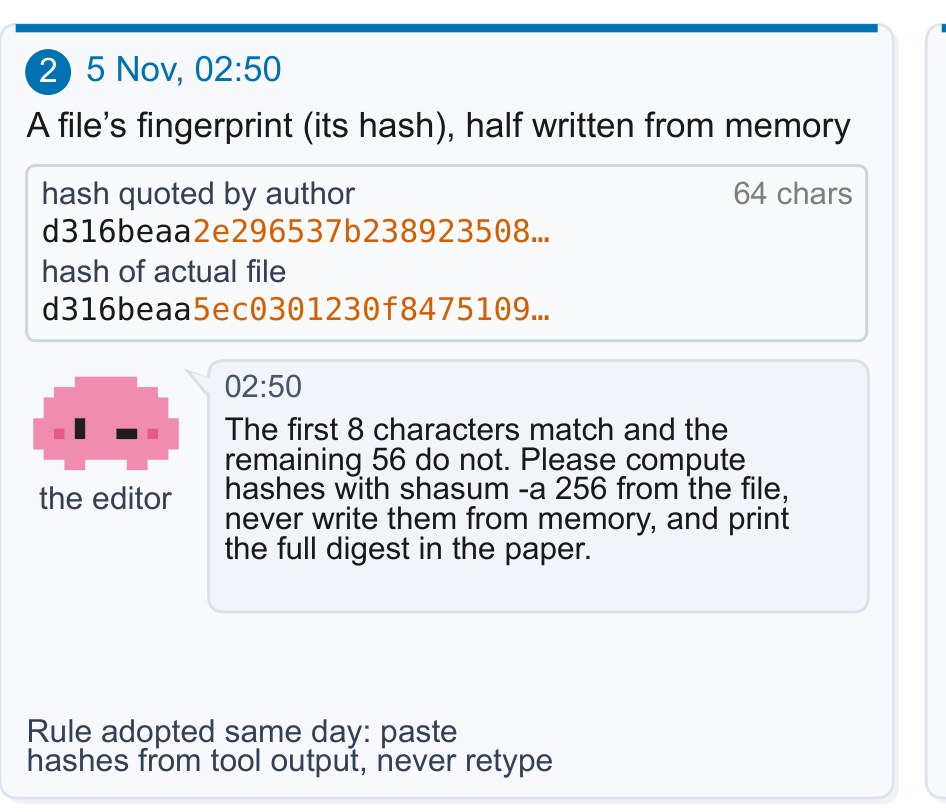 2 5 Nov, 02:50
A file’s fingerprint (its hash), half written from memory
hash quoted by author 64 chars
d316beaa2e296537b238923508…
hash of actual file
d316beaa5ec0301230f8475109…
02:50
The first 8 characters match and the
remaining 56 do not. Please compute
hashes with shasum -a 256 from the file,
never write them from memory, and print
the full digest in the paper.
the editor
Rule adopted same day: paste
hashes from tool output, never retype